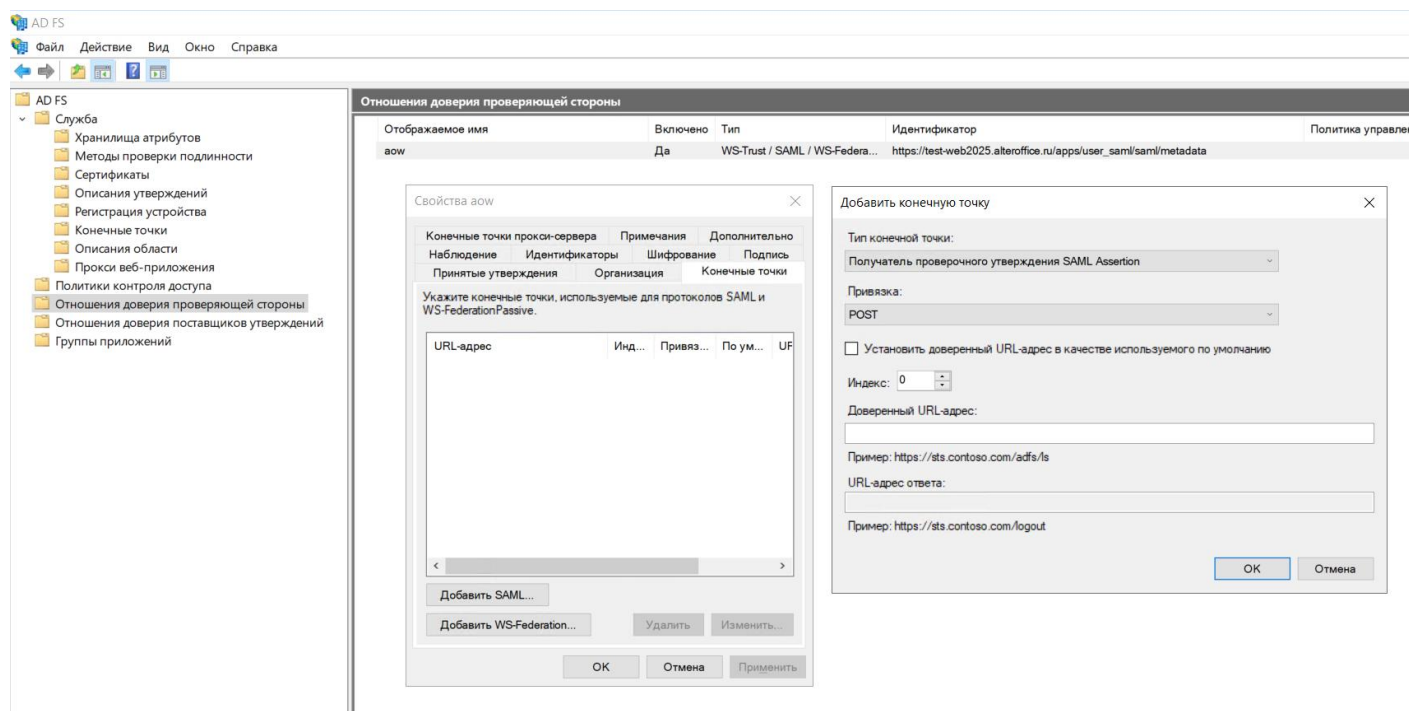 AD FS
Файл Действие Вид Окно Справка
AD FS
Служба
Хранилища атрибутов
Методы проверки подлинности
Сертификаты
Описания утверждений
Регистрация устройства
Конечные точки
Описания области
Прокси веб-приложения
Политики контроля доступа
Отношения доверия проверяющей стороны
Отношения доверия поставщиков утверждений
Группы приложений
Отношения доверия проверяющей стороны
Отображаемое имя Включено Тип Идентификатор Политика управле
aow Да WS-Trust / SAML / WS-Federa... https://test-web2025.alteroffice.ru/apps/user_saml/saml/metadata
Свойства aow
Конечные точки прокси-сервера Примечания Дополнительно
Наблюдение Идентификаторы Шифрование Подпись
Принятые утверждения Организация Конечные точки
Укажите конечные точки, используемые для протоколов SAML и
WS-FederationPassive.
URL-адрес Инд... Привяз... По ум... UF
Добавить SAML...
Добавить WS-Federation... Удалить Изменить...
OK Отмена Применить
Добавить конечную точку
Тип конечной точки:
Получатель проверочного утверждения SAML Assertion
Привязка:
POST
Установить доверенный URL-адрес в качестве используемого по умолчанию
Индекс: 0
Доверенный URL-адрес:
Пример: https://sts.contoso.com/adfs/ls
URL-адрес ответа:
Пример: https://sts.contoso.com/logout
OK Отмена